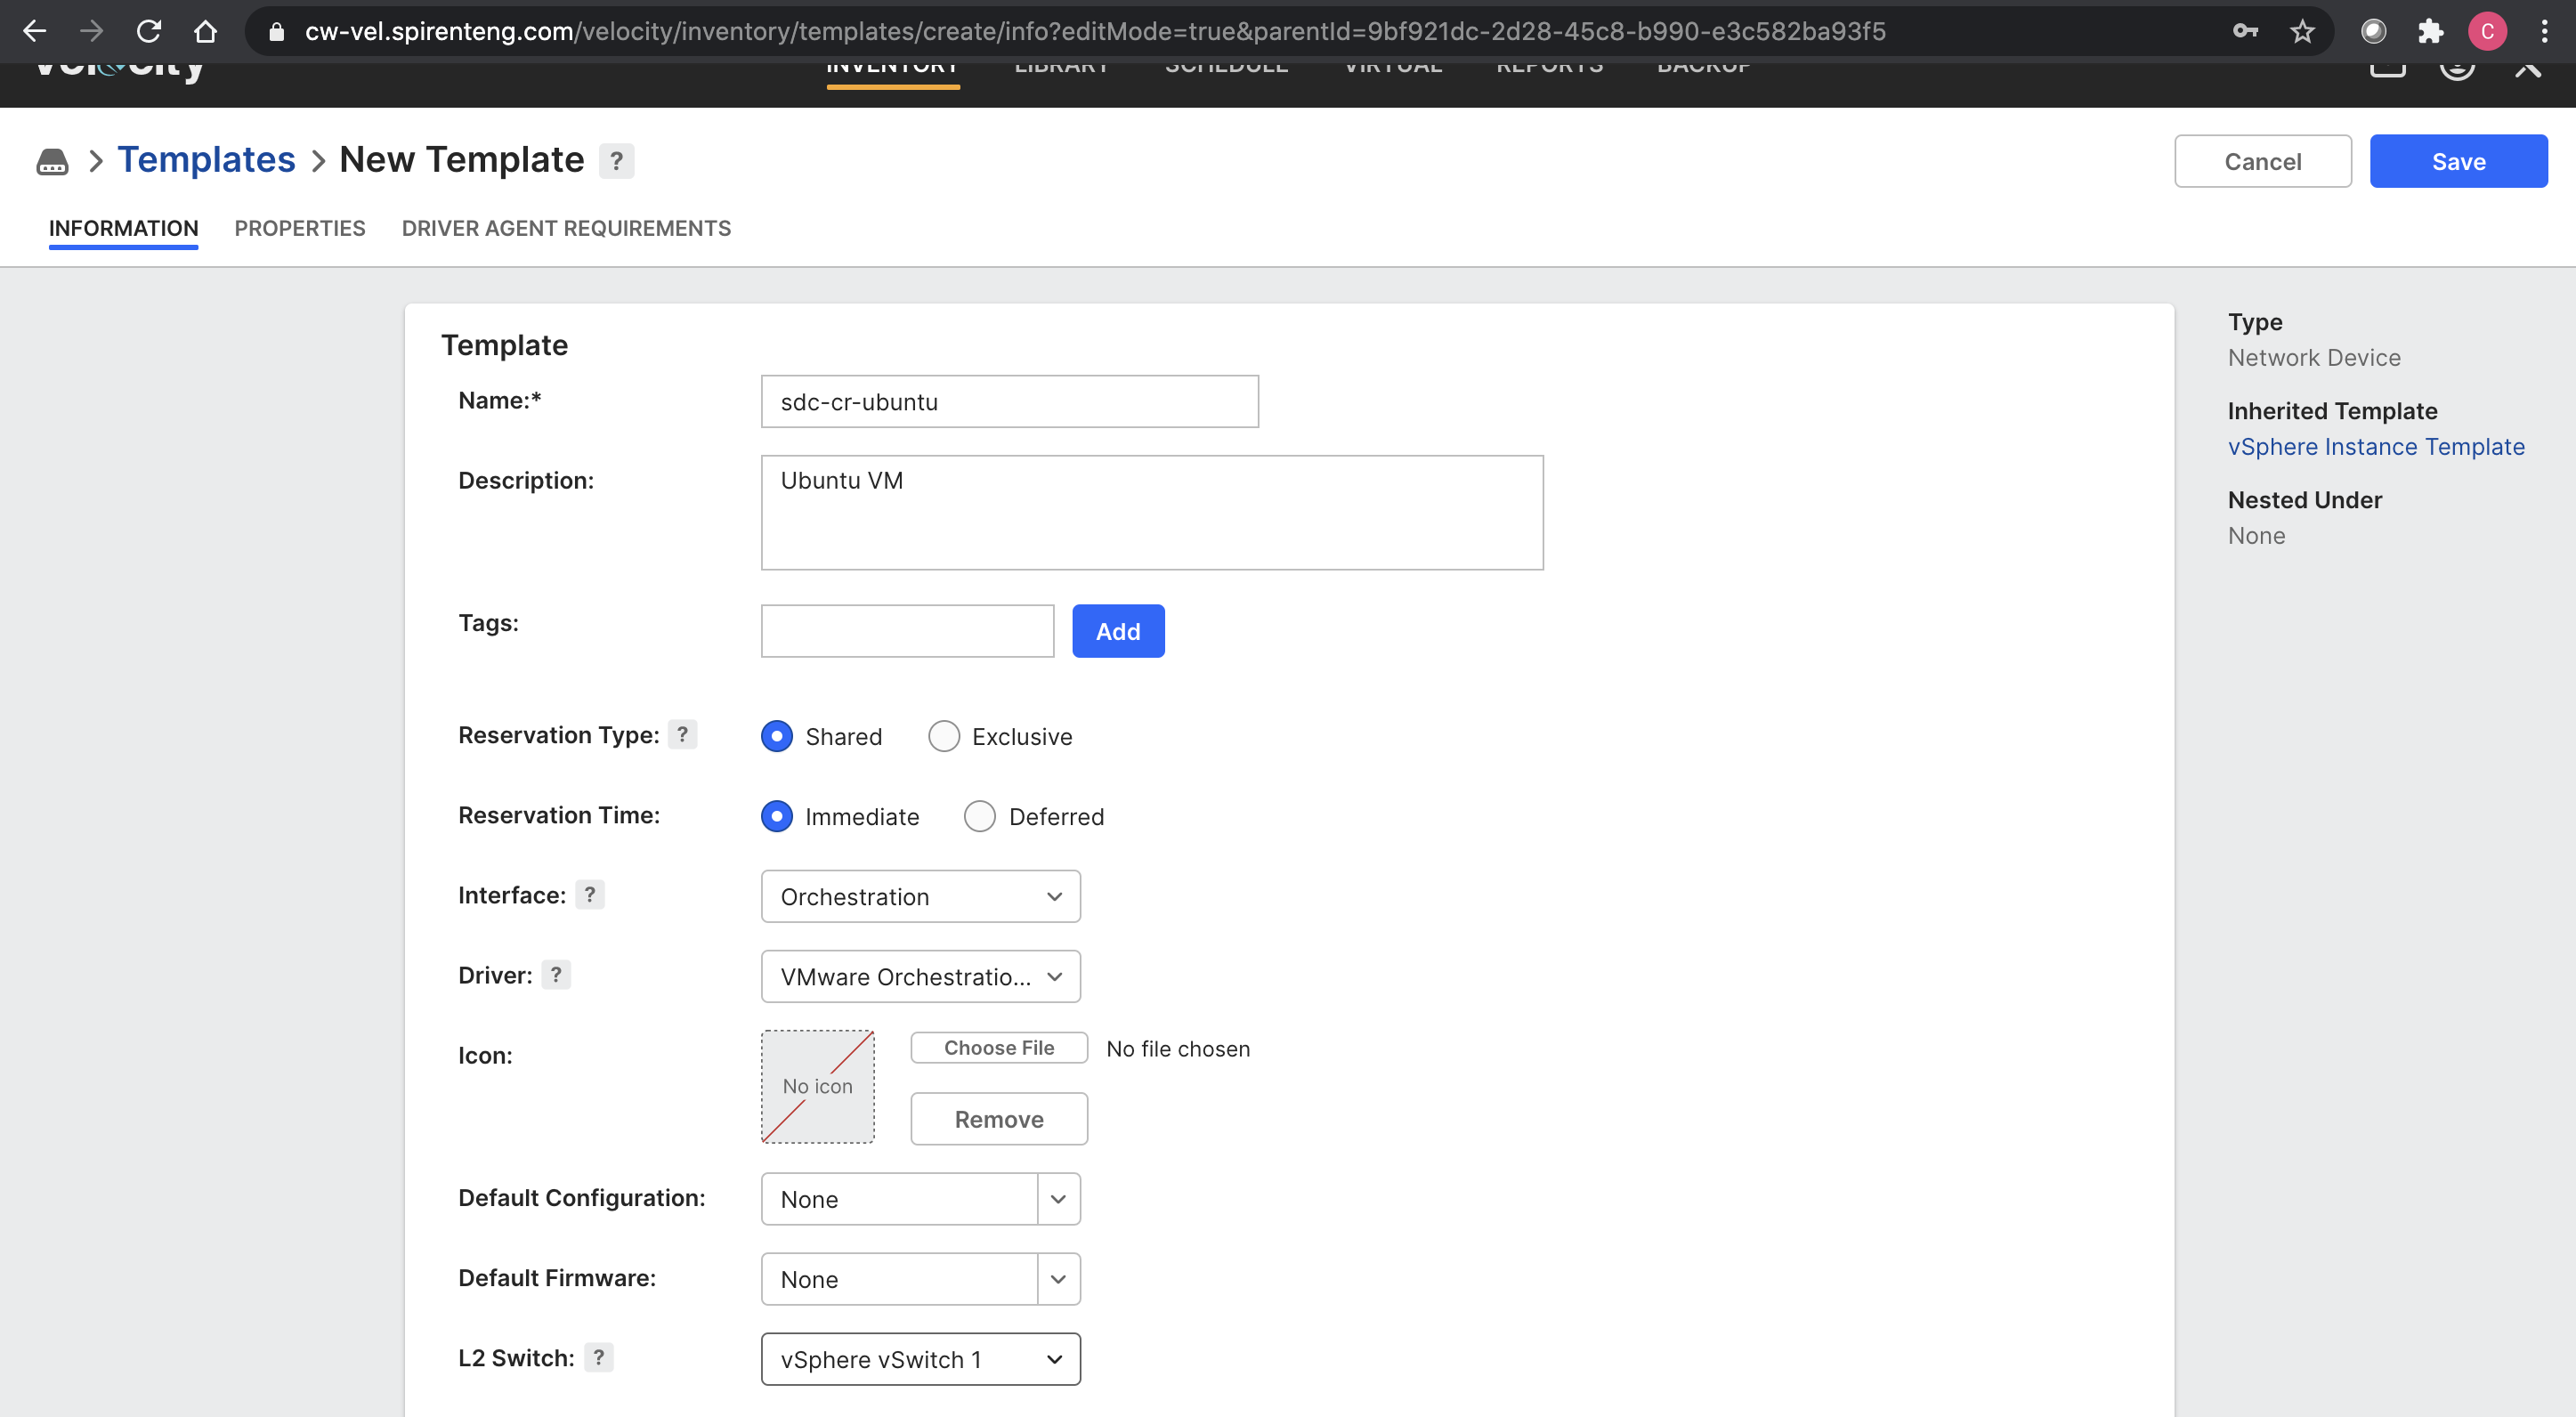 cw-vel.spirenteng.com/velocity/inventory/templates/create/info?editMode=true&parentId=9bf921dc-2d28-45c8-b990-e3c582ba93f5
C
velocity
INVENTORY LIBRARY SCHEDULE VIRTUAL REPORTS BACKUP
> Templates > New Template ?
Cancel
Save
INFORMATION PROPERTIES DRIVER AGENT REQUIREMENTS
Template
Name:* sdc-cr-ubuntu
Description: Ubuntu VM
Tags: Add
Reservation Type: ? Shared Exclusive
Reservation Time: Immediate Deferred
Interface: ? Orchestration
Driver: ? VMware Orchestratio...
Icon: No icon Choose File No file chosen
Remove
Default Configuration: None
Default Firmware: None
L2 Switch: ? vSphere vSwitch 1
Type
Network Device
Inherited Template
vSphere Instance Template
Nested Under
None